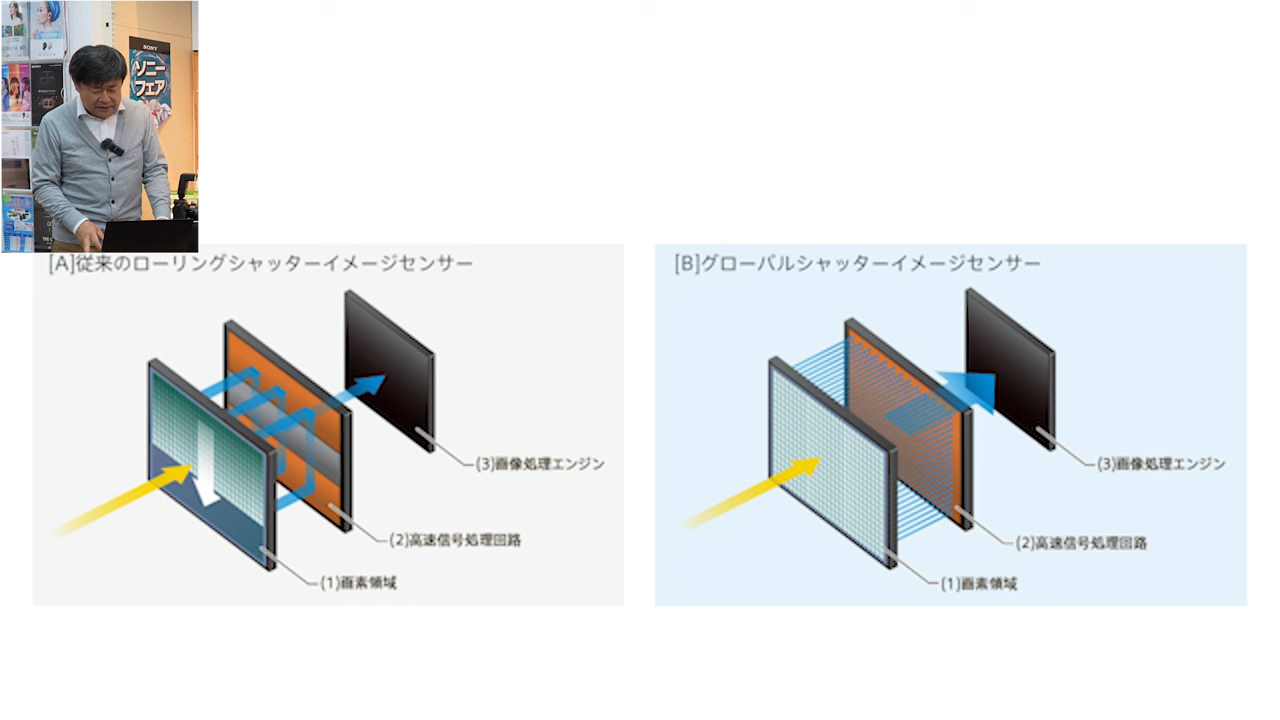 SONY
ソニー
フェア
[A]従来のローリングシャッターイメージセンサー
(3)画像処理エンジン
(2)高速信号処理回路
(1)画素領域
[B]グローバルシャッターイメージセンサー
(3)画像処理エンジン
(2)高速信号処理回路
(1)画素領域